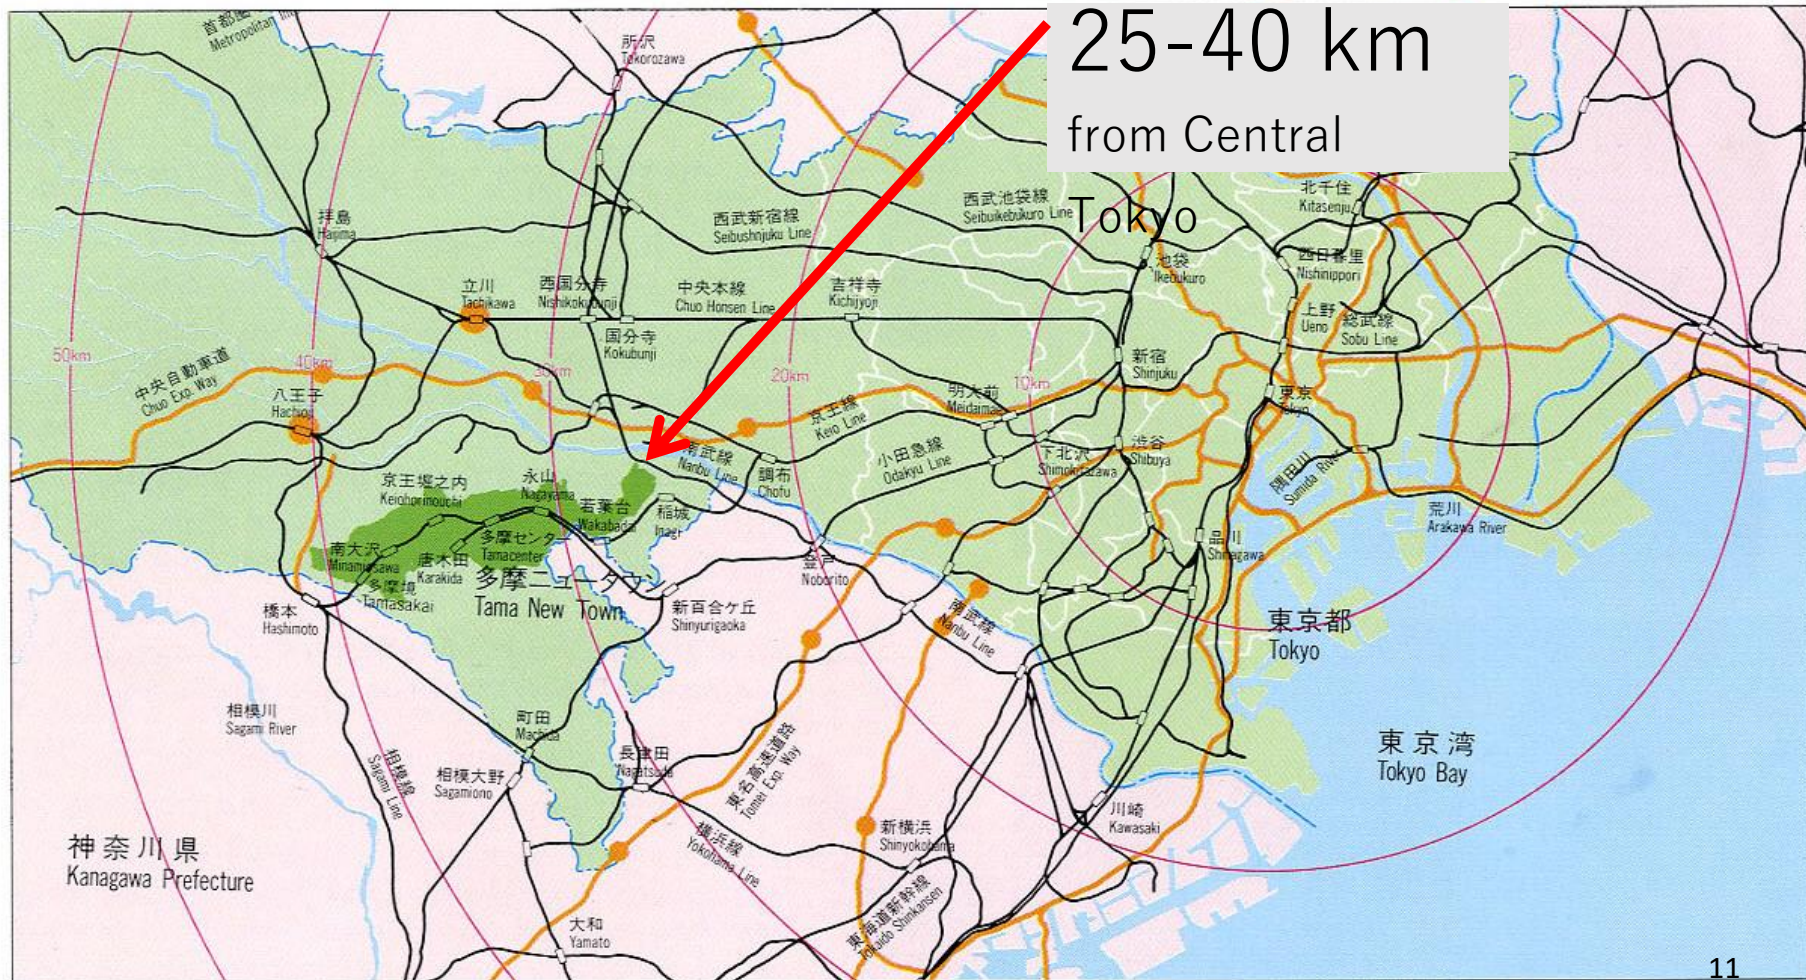 首都圏
Metropolitan In
25-40 km
from Central
Tokyo
所沢
Tokorozawa
北千住
Kitasenju
西武池袋線
Seibuikebukuro Line
西武新宿線
Seibushnjuku Line
拝島
Haijima
池袋
Ikebukuro
西日暮里
Nishinippori
立川
Tachikawa
西国分寺
Nishikokubunji
中央本線
Chuo Honsen Line
吉祥寺
Kichijyoji
上野
Ueno
総武線
Sobu Line
国分寺
Kokubunji
新宿
Shinjuku
50km
40km
30km
20km
10km
中央自動車道
Chuo Exp. Way
八王子
Hachioji
明大前
Meidaimae
東京
Tokyo
京王線
Keio Line
南武線
Nanbu Line
調布
Chofu
小田急線
Odakyu Line
下北沢
Shimokitazawa
渋谷
Shibuya
隅田川
Sumida River
荒川
Arakawa River
京王堀之内
Keiohorinouchi
永山
Nagayama
若葉台
Wakabadai
稲城
Inagi
南大沢
Minamiosawa
唐木田
Karakida
多摩センター
Tamacenter
多摩境
Tamasakai
多摩ニュータウン
Tama New Town
登戸
Noborito
品川
Shinagawa
橋本
Hashimoto
新百合ケ丘
Shinyurigaoka
南武線
Nanbu Line
東京都
Tokyo
相模川
Sagami River
町田
Machida
相模線
Sagami Line
相模大野
Sagamiono
長津田
Nagatsuda
東名高速道路
Tomei Exp. Way
東京湾
Tokyo Bay
川崎
Kawasaki
新横浜
Shinyokohama
横浜線
Yokohama Line
神奈川県
Kanagawa Prefecture
大和
Yamato
東海道新幹線
Tokaido Shinkansen
11